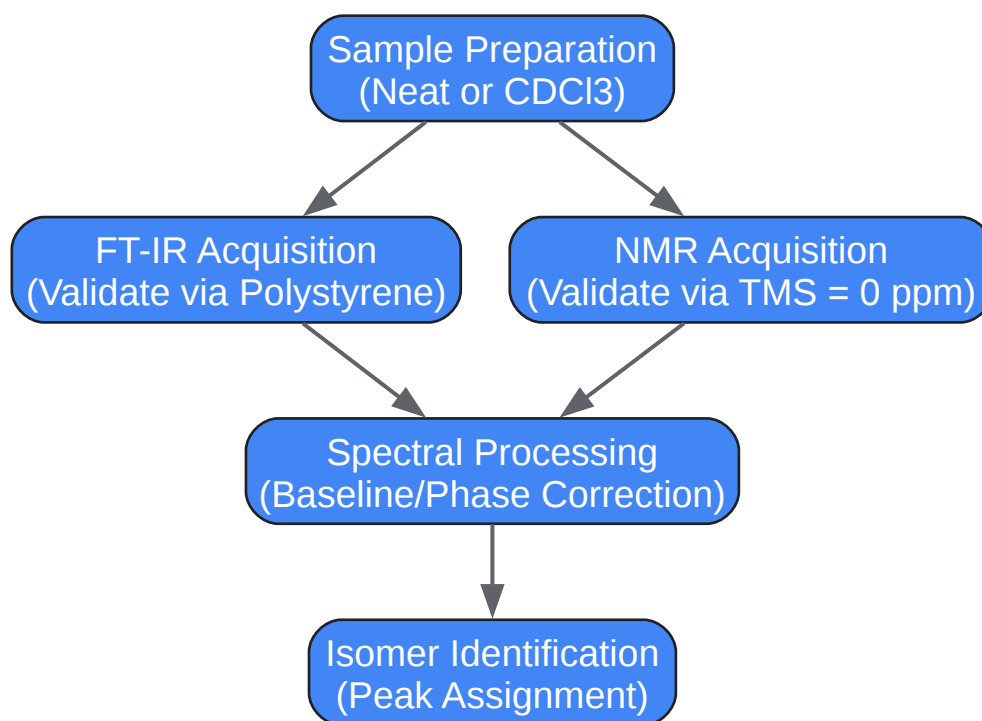 Sample Preparation
(Neat or CDCl3)
FT-IR Acquisition
(Validate via Polystyrene)
NMR Acquisition
(Validate via TMS = 0 ppm)
Spectral Processing
(Baseline/Phase Correction)
Isomer Identification
(Peak Assignment)